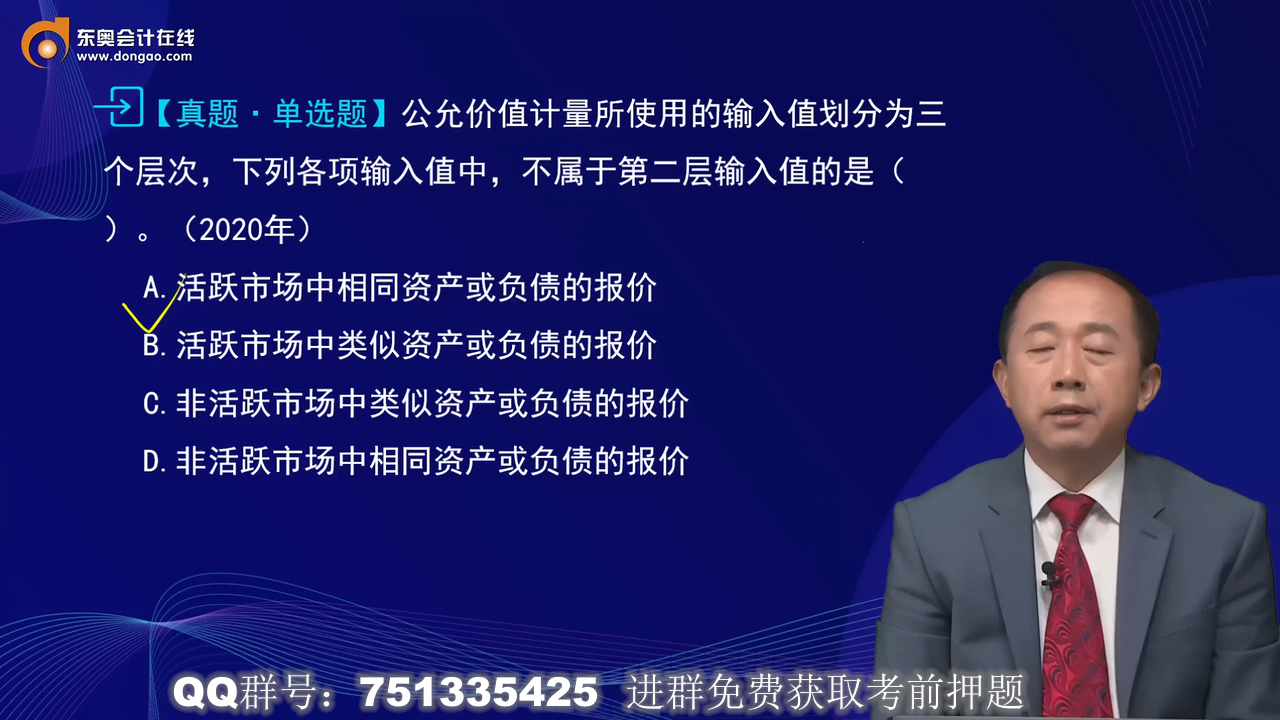 东奥会计在线
www.dongao.com
【真题·单选题】公允价值计量所使用的输入值划分为三
个层次，下列各项输入值中，不属于第二层输入值的是（
）。（2020年）
A.活跃市场中相同资产或负债的报价
B.活跃市场中类似资产或负债的报价
C.非活跃市场中类似资产或负债的报价
D.非活跃市场中相同资产或负债的报价
QQ群号：751335425 进群免费获取考前押题